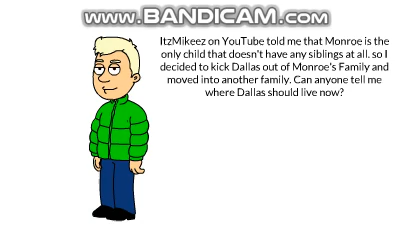 www.BANDICAM.com
ItzMikeez on YouTube told me that Monroe is the
only child that doesn't have any siblings at all. so I
decided to kick Dallas out of Monroe's Family and
moved into another family. Can anyone tell me
where Dallas should live now?